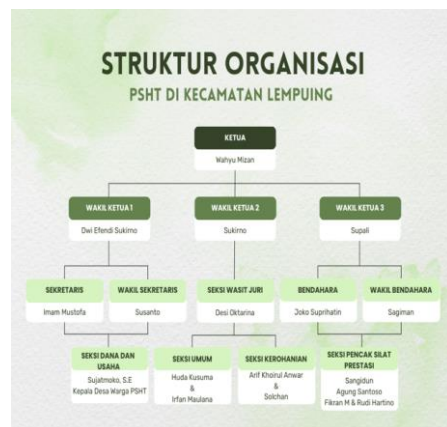 STRUKTUR ORGANISASI
PSHT DI KECAMATAN LEMPUING
KETUA
Wahyu Mizan
WAKIL KETUA 1
Dwi Efendi Sukirno
WAKIL KETUA 2
Sukirno
WAKIL KETUA 3
Supali
SEKRETARIS
Imam Mustofa
WAKIL SEKRETARIS
Susanto
SEKSI WASIT JURI
Desi Oktarina
BENDAHARA
Joko Suprihatin
WAKIL BENDAHARA
Sagiman
SEKSI DANA DAN
USAHA
Sujatmoko, S.E
Kepala Desa Warga PSHT
SEKSI UMUM
Huda Kusuma
&
Irfan Maulana
SEKSI KEROHANIAN
Arif Khoirul Anwar
&
Solchan
SEKSI PENCAK SILAT
PRESTASI
Sangidun
Agung Santoso
Fikran M & Rudi Hartino